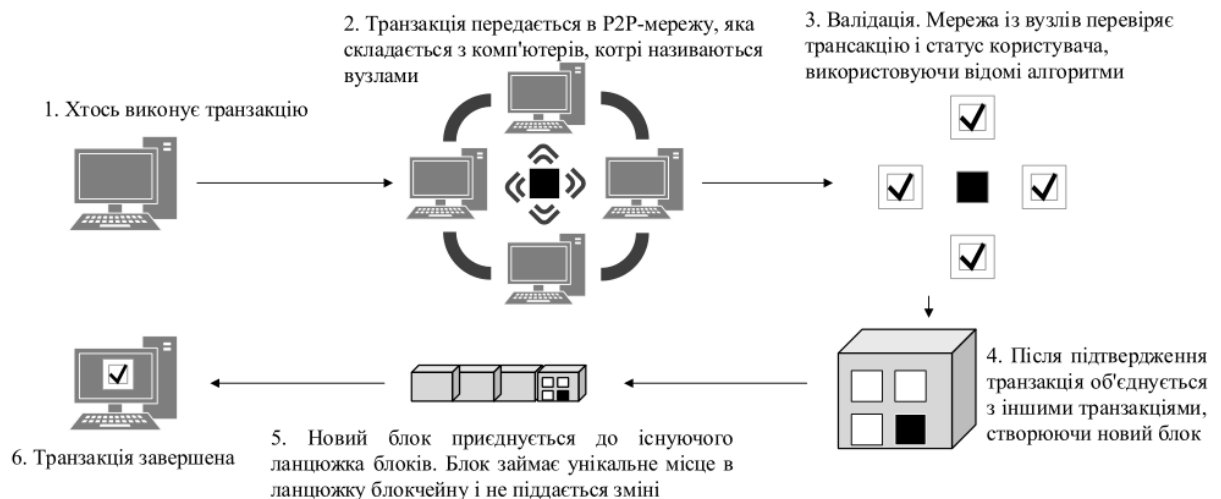 1. Хтось виконує транзакцію
2. Транзакція передається в P2P-мережу, яка
складається з комп'ютерів, котрі називаються
вузлами
3. Валідація. Мережа із вузлів перевіряє
трансакцію і статус користувача,
використовуючи відомі алгоритми
4. Після підтвердження
транзакція об'єднується
з іншими транзакціями,
створюючи новий блок
5. Новий блок приєднується до існуючого
ланцюжка блоків. Блок займає унікальне місце в
ланцюжку блокчейну і не піддається зміні
6. Транзакція завершена